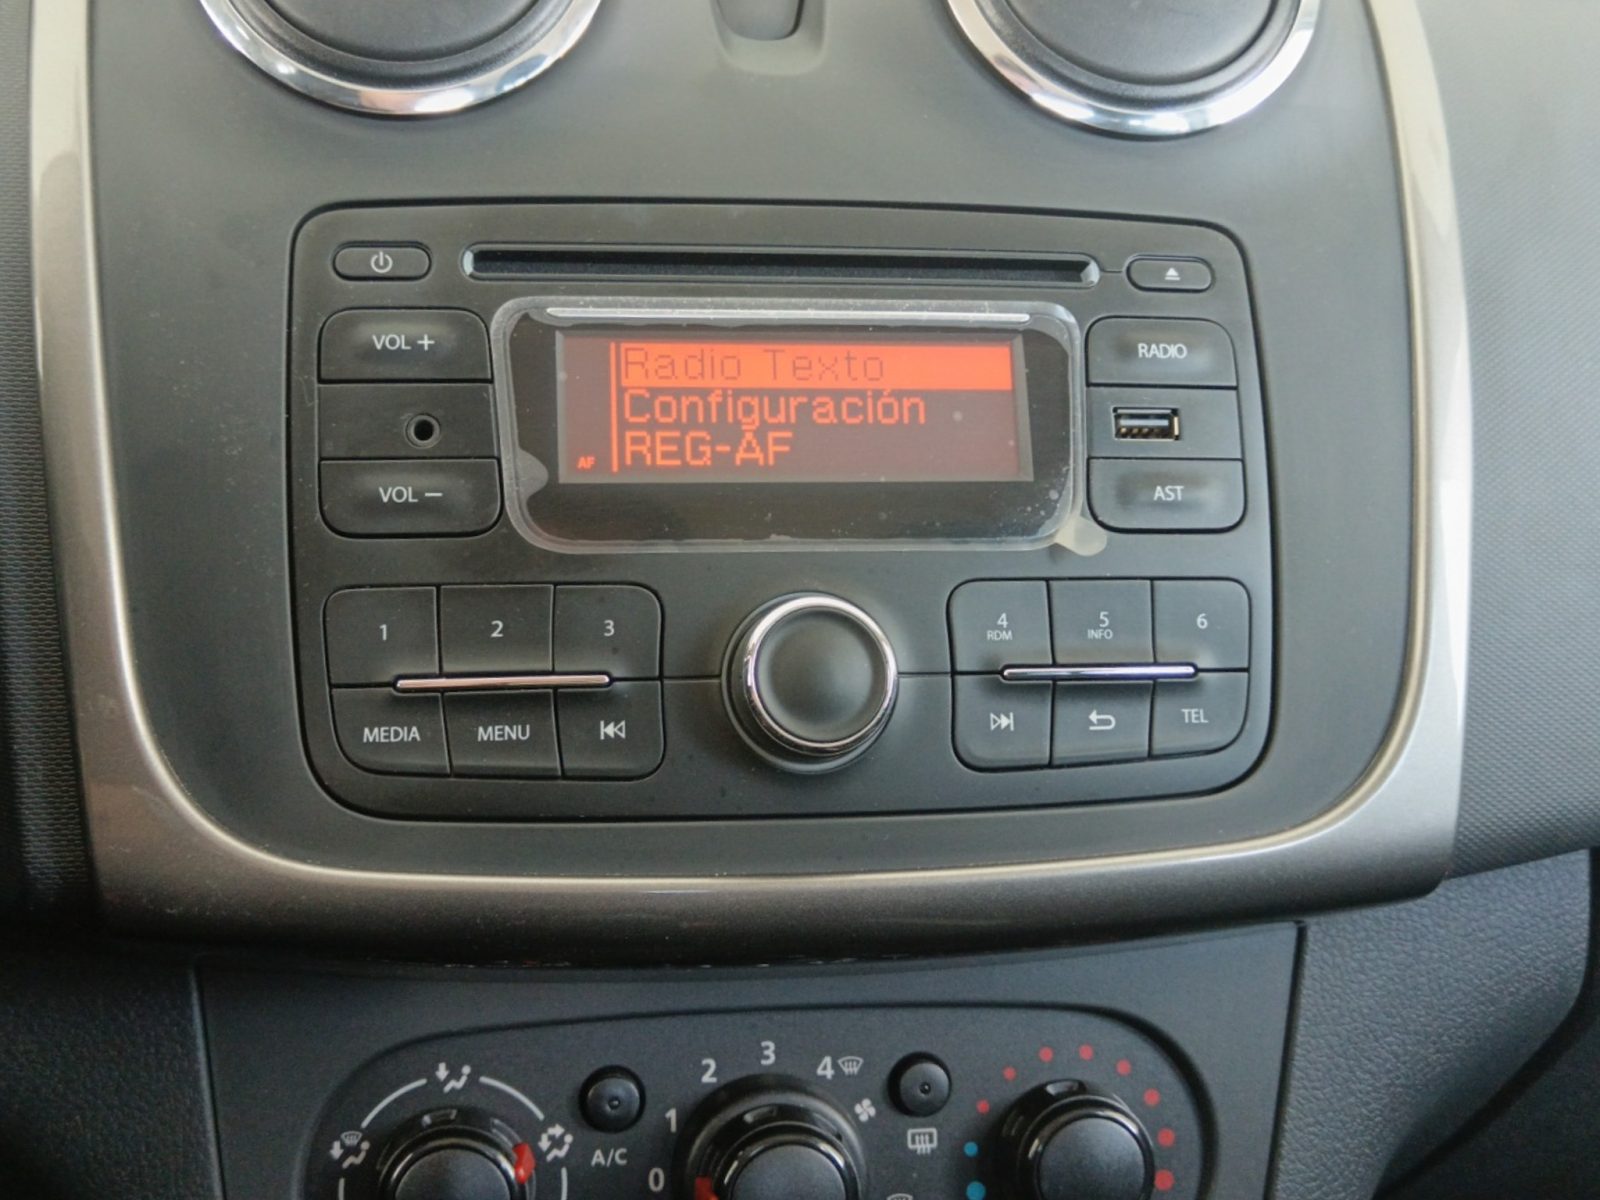 VOL +
RADIO
Radio Texto
Configuración
REG-AF
AF
VOL –
AST
1 2 3
4 RDM
5 INFO
6
MEDIA MENU
TEL
1 2 3 4
0
A/C